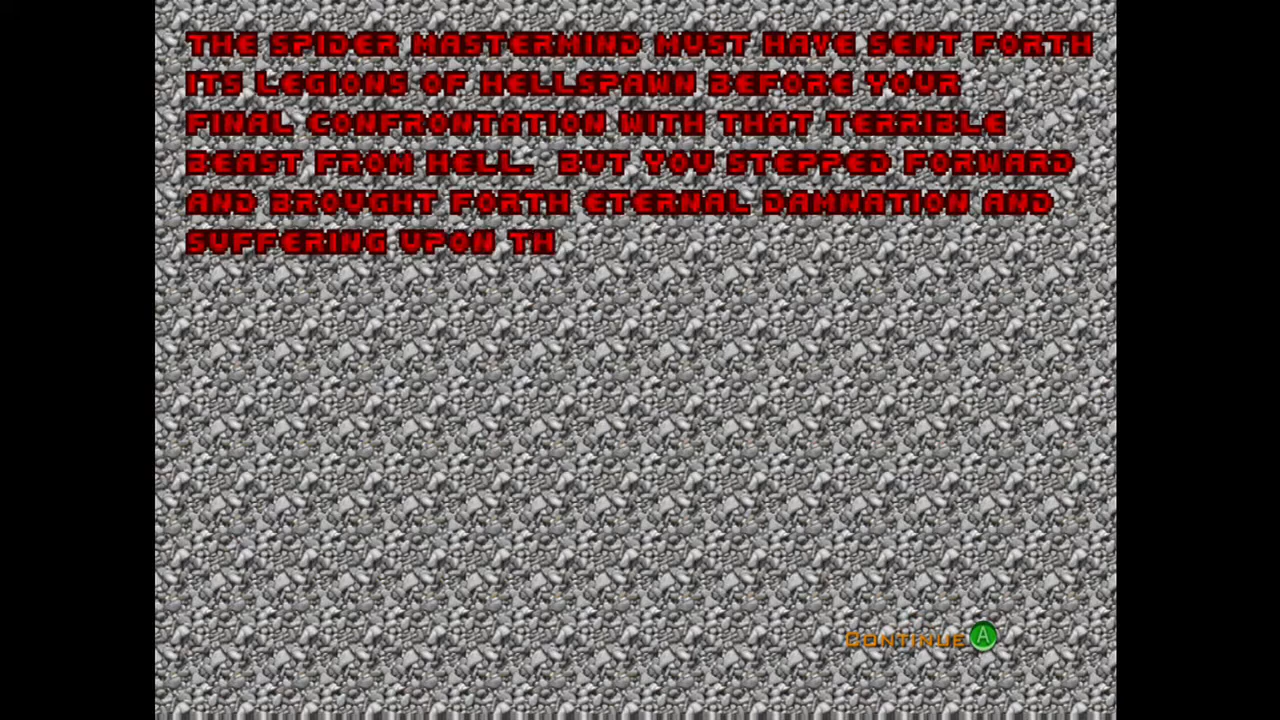 THE SPIDER MASTERMIND MUST HAVE SENT FORTH
ITS LEGIONS OF HELLSPAWN BEFORE YOUR
FINAL CONFRONTATION WITH THAT TERRIBLE
BEAST FROM HELL. BUT YOU STEPPED FORWARD
AND BROUGHT FORTH ETERNAL DAMNATION AND
SUFFERING UPON TH
CONTINUE A